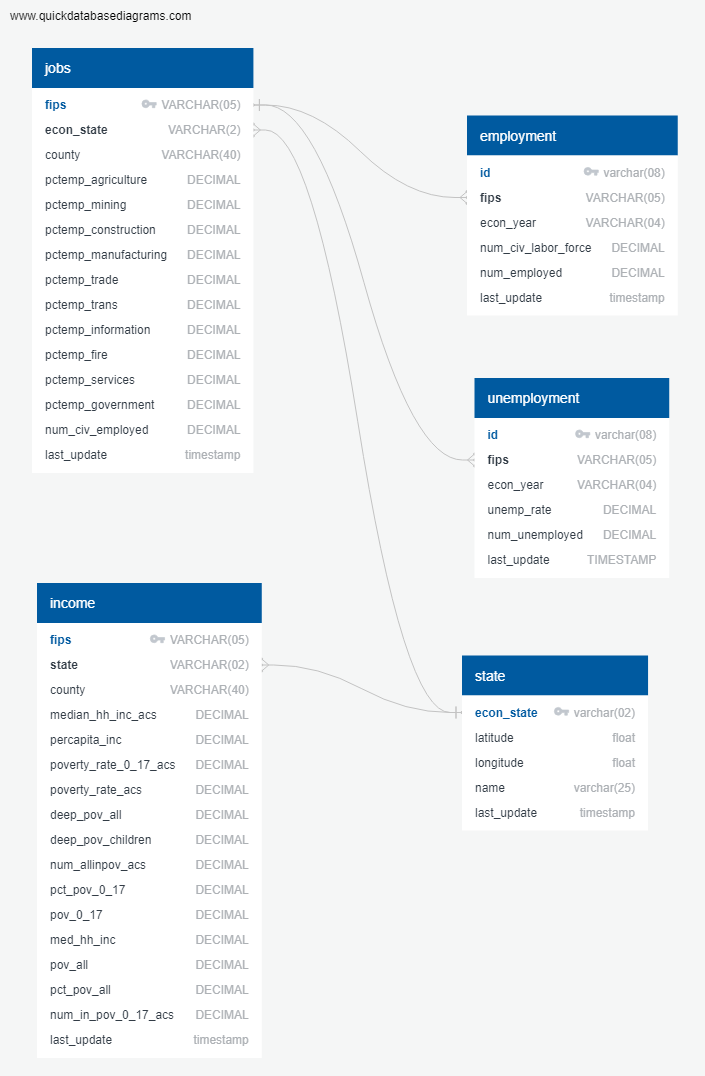 www.quickdatabasediagrams.com
jobs
fips VARCHAR(05)
econ_state VARCHAR(2)
county VARCHAR(40)
pctemp_agriculture DECIMAL
pctemp_mining DECIMAL
pctemp_construction DECIMAL
pctemp_manufacturing DECIMAL
pctemp_trade DECIMAL
pctemp_trans DECIMAL
pctemp_information DECIMAL
pctemp_fire DECIMAL
pctemp_services DECIMAL
pctemp_government DECIMAL
num_civ_employed DECIMAL
last_update timestamp
employment
id varchar(08)
fips VARCHAR(05)
econ_year VARCHAR(04)
num_civ_labor_force DECIMAL
num_employed DECIMAL
last_update timestamp
unemployment
id varchar(08)
fips VARCHAR(05)
econ_year VARCHAR(04)
unemp_rate DECIMAL
num_unemployed DECIMAL
last_update TIMESTAMP
income
fips VARCHAR(05)
state VARCHAR(02)
county VARCHAR(40)
median_hh_inc_acs DECIMAL
percapita_inc DECIMAL
poverty_rate_0_17_acs DECIMAL
poverty_rate_acs DECIMAL
deep_pov_all DECIMAL
deep_pov_children DECIMAL
num_allinpov_acs DECIMAL
pct_pov_0_17 DECIMAL
pov_0_17 DECIMAL
med_hh_inc DECIMAL
pov_all DECIMAL
pct_pov_all DECIMAL
num_in_pov_0_17_acs DECIMAL
last_update timestamp
state
econ_state varchar(02)
latitude float
longitude float
name varchar(25)
last_update timestamp